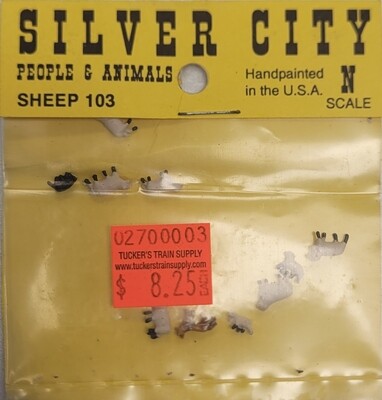 SILVER CITY
PEOPLE & ANIMALS
Handpainted N
SHEEP 103
in the U.S.A. SCALE
02700003
TUCKER'S TRAIN SUPPLY
www.tuckerstrainsupply.com
$ 8.25 EACH